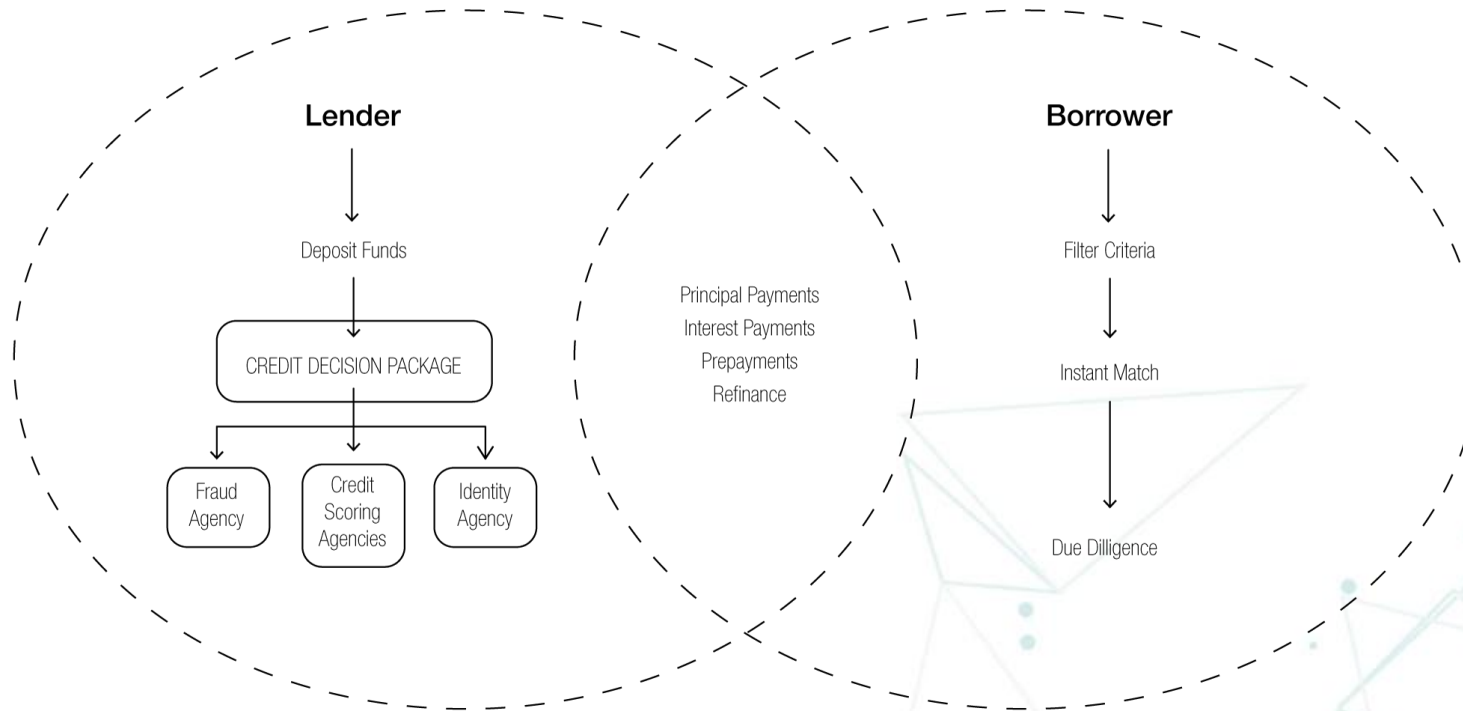 Lender
Deposit Funds
CREDIT DECISION PACKAGE
Fraud
Agency
Credit
Scoring
Agencies
Identity
Agency
Principal Payments
Interest Payments
Prepayments
Refinance
Borrower
Filter Criteria
Instant Match
Due Dilligence